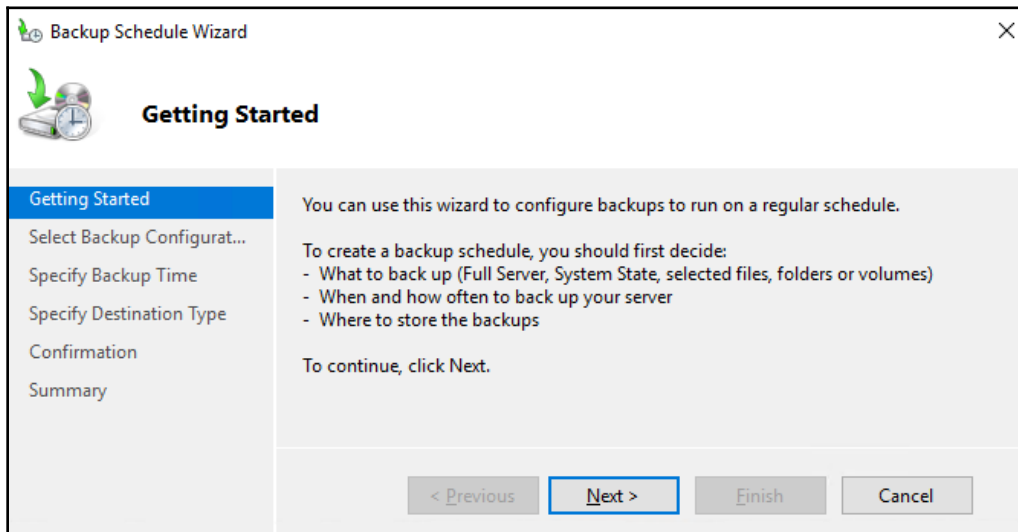 Backup Schedule Wizard
Getting Started
Getting Started
Select Backup Configurat...
Specify Backup Time
Specify Destination Type
Confirmation
Summary
You can use this wizard to configure backups to run on a regular schedule.
To create a backup schedule, you should first decide:
- What to back up (Full Server, System State, selected files, folders or volumes)
- When and how often to back up your server
- Where to store the backups
To continue, click Next.
< Previous
Next >
Finish
Cancel